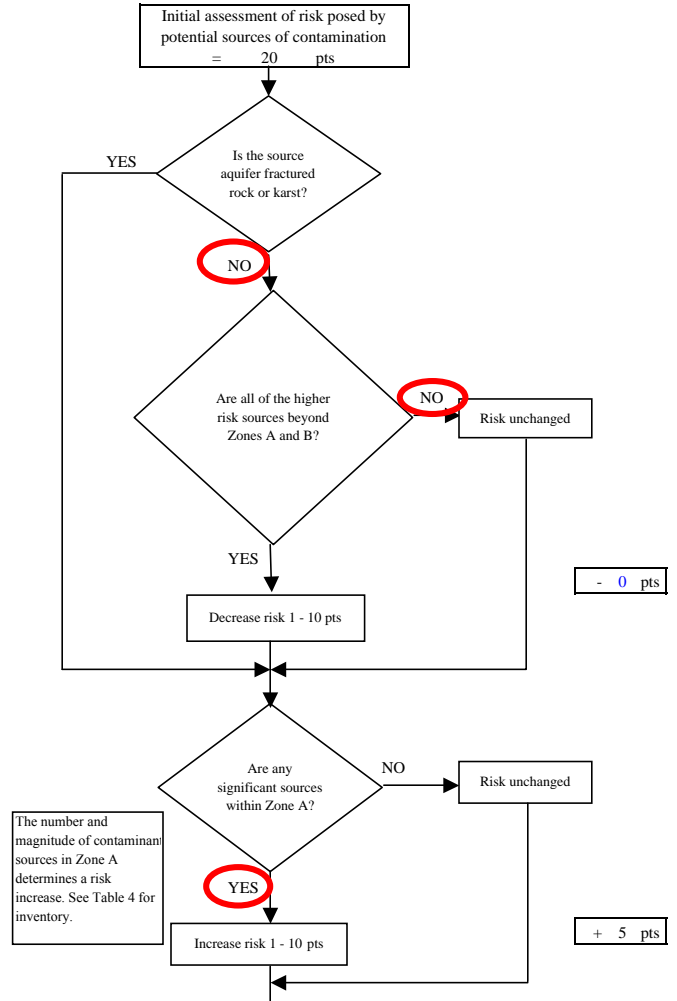 Initial assessment of risk posed by
potential sources of contamination
= 20 pts
YES
Is the source
aquifer fractured
rock or karst?
NO
Are all of the higher
risk sources beyond
Zones A and B?
NO
Risk unchanged
YES
- 0 pts
Decrease risk 1 - 10 pts
Are any
significant sources
within Zone A?
NO
Risk unchanged
The number and
magnitude of contaminant
sources in Zone A
determines a risk
increase. See Table 4 for
inventory.
YES
+ 5 pts
Increase risk 1 - 10 pts